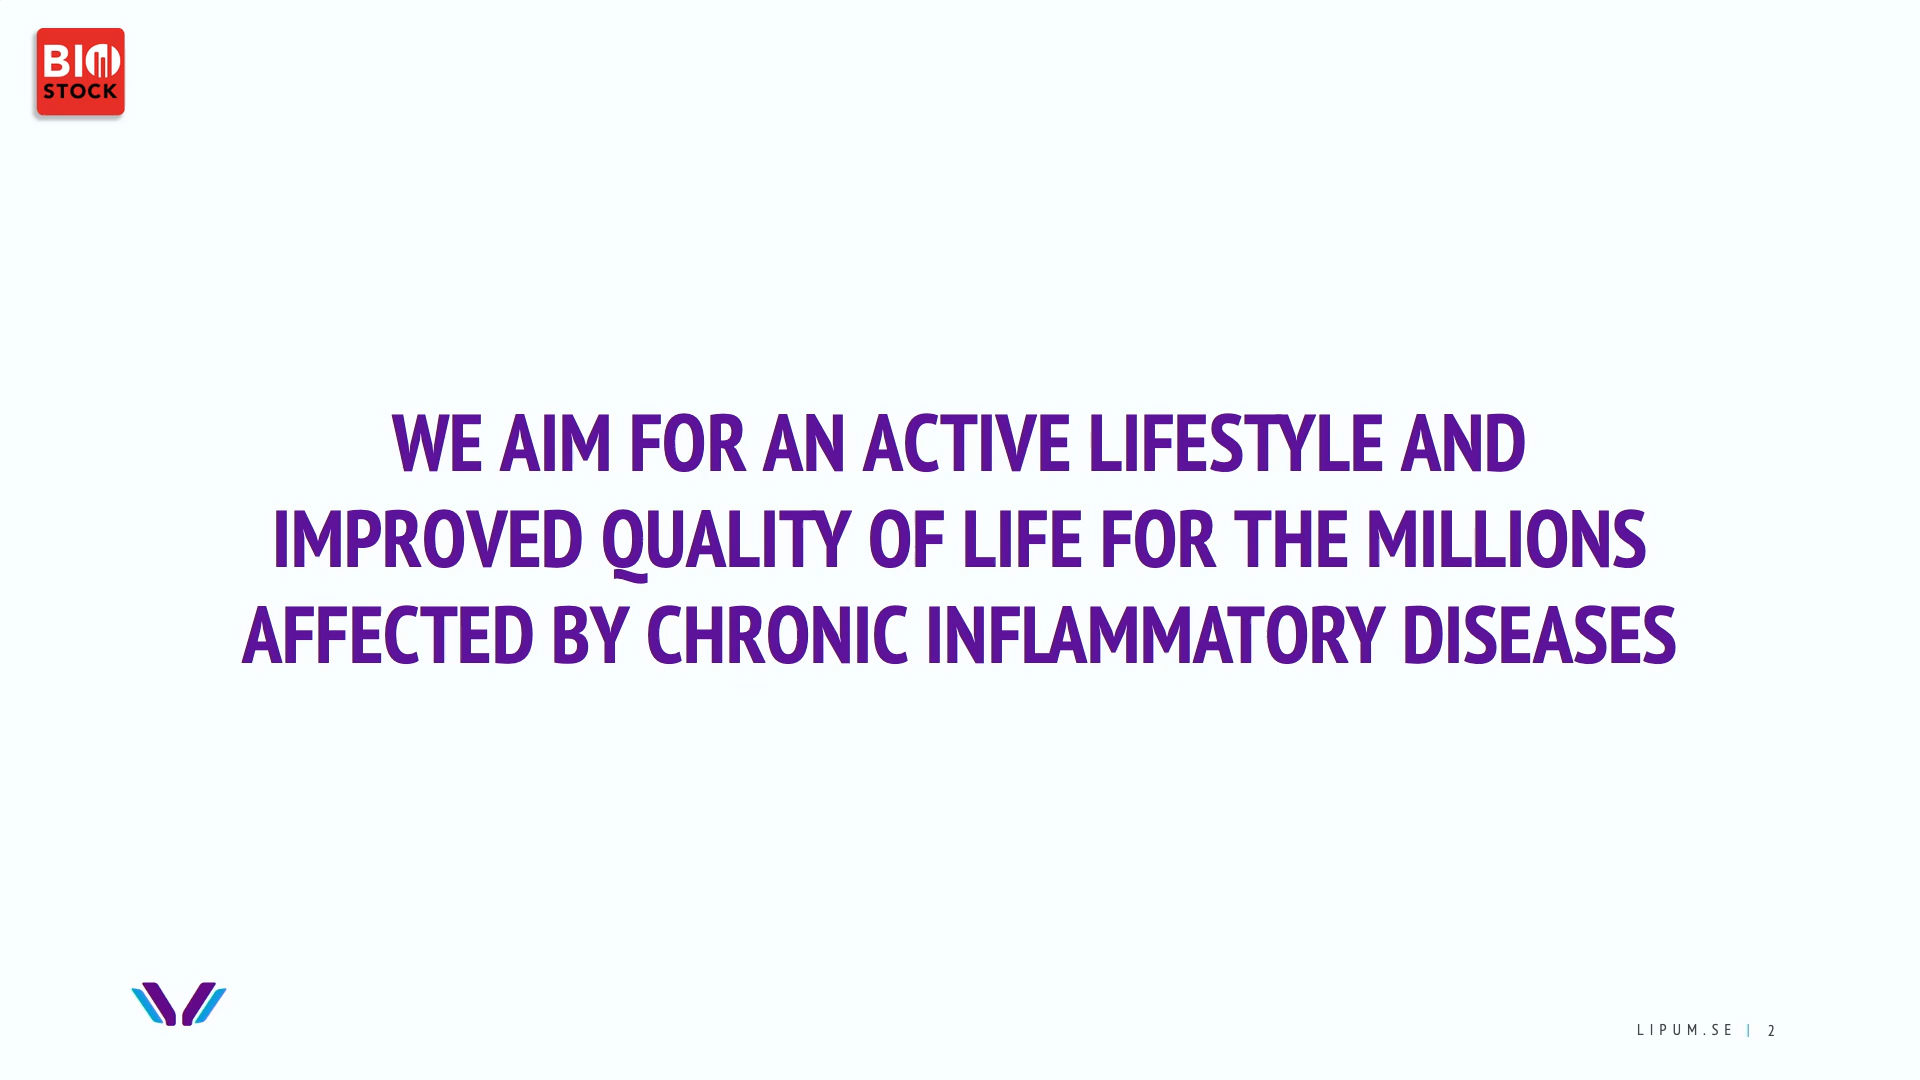 BIO
STOCK
WE AIM FOR AN ACTIVE LIFESTYLE AND
IMPROVED QUALITY OF LIFE FOR THE MILLIONS
AFFECTED BY CHRONIC INFLAMMATORY DISEASES
LIPUM.SE | 2